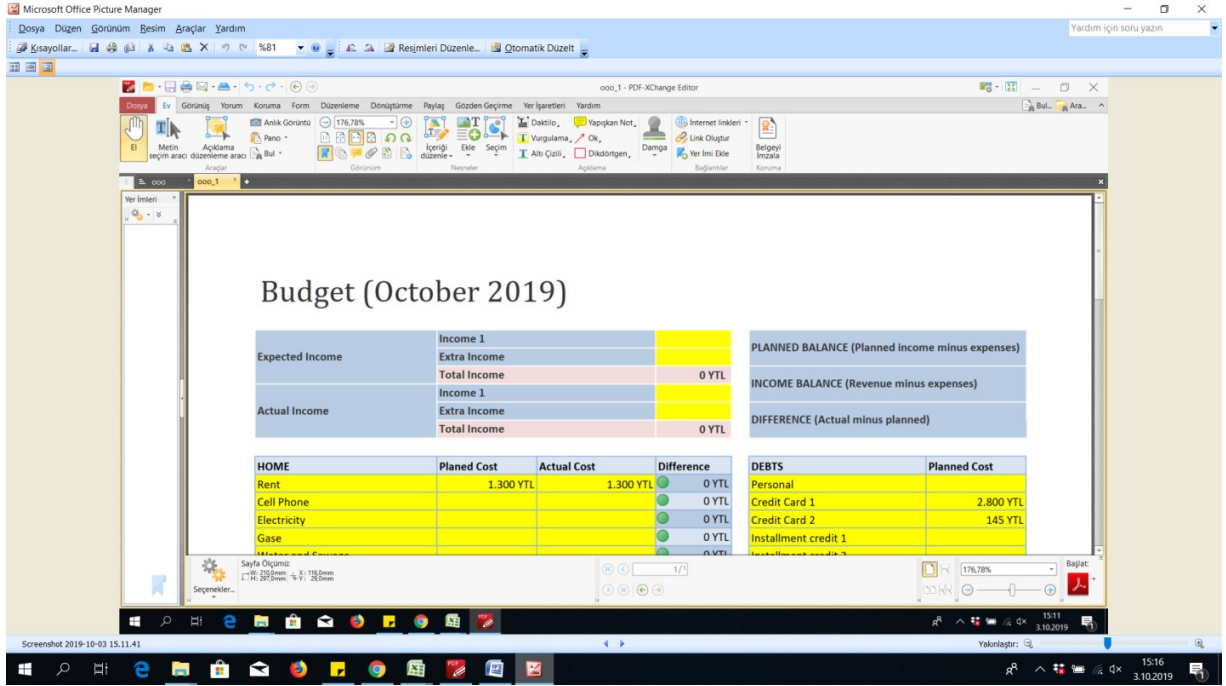 Microsoft Office Picture Manager
Dosya Düzen Görünüm Resim Araçlar Yardım
Yardım için soru yazın
Kısayollar... %81 Resimleri Düzenle... Otomatik Düzelt
ooo_1 - PDF-XChange Editor
Dosya Ev Görünüş Yorum Koruma Form Düzenleme Dönüştürme Paylaş Gözden Geçirme Yer İşaretleri Yardım
Bul... Ara...
El
Metin seçim aracı
Açıklama düzenleme aracı
Anlık Görüntü
Pano
Bul
Araçlar
176,78%
Görünüm
İçeriği düzenle
Ekle
Seçim
Nesneler
Daktilo, Yapışkan Not,
Vurgulama, Ok,
Altı Çizili, Dikdörtgen,
Damga
Açıklama
İnternet linkleri
Link Oluştur
Yer İmi Ekle
Bağlantılar
Belgeyi İmzala
Koruma
ooo ooo_1
Yer İmleri
Budget (October 2019)
Expected Income
Income 1
Extra Income
Total Income 0 YTL
Actual Income
Income 1
Extra Income
Total Income 0 YTL
PLANNED BALANCE (Planned income minus expenses)
INCOME BALANCE (Revenue minus expenses)
DIFFERENCE (Actual minus planned)
HOME Planed Cost Actual Cost Difference
Rent 1.300 YTL 1.300 YTL 0 YTL
Cell Phone 0 YTL
Electricity 0 YTL
Gase 0 YTL
Water and Sewage 0 YTL
DEBTS Planned Cost
Personal
Credit Card 1 2.800 YTL
Credit Card 2 145 YTL
Installment credit 1
Installment credit 2
Seçenekler...
Sayfa Ölçümü:
W: 210,0mm X: 116,0mm
H: 297,0mm Y: 28,0mm
1/1
176,78%
Başlat:
15:11
3.10.2019
Screenshot 2019-10-03 15.11.41
Yakınlaştır:
15:16
3.10.2019